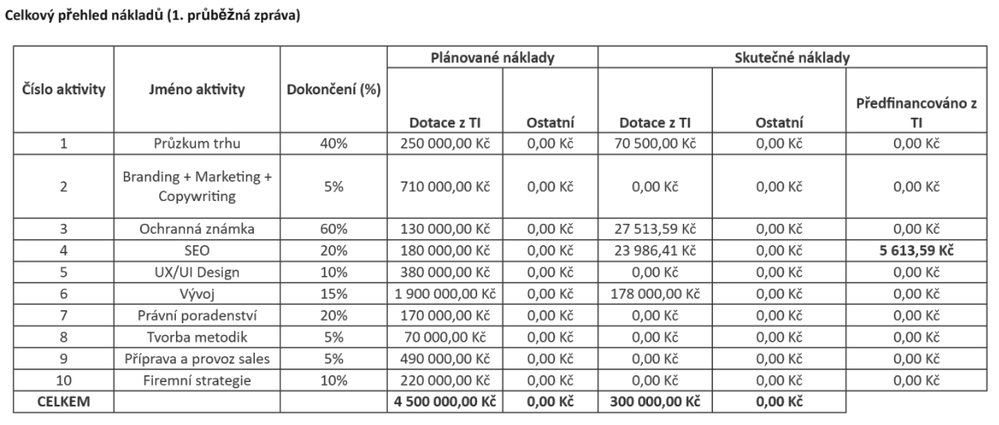 Celkový přehled nákladů (1. průběžná zpráva)
Číslo aktivity Jméno aktivity Dokončení (%) Plánované náklady Skutečné náklady
Dotace z TI Ostatní Dotace z TI Ostatní Předfinancováno z TI
1 Průzkum trhu 40% 250 000,00 Kč 0,00 Kč 70 500,00 Kč 0,00 Kč 0,00 Kč
2 Branding + Marketing + Copywriting 5% 710 000,00 Kč 0,00 Kč 0,00 Kč 0,00 Kč 0,00 Kč
3 Ochranná známka 60% 130 000,00 Kč 0,00 Kč 27 513,59 Kč 0,00 Kč 0,00 Kč
4 SEO 20% 180 000,00 Kč 0,00 Kč 23 986,41 Kč 0,00 Kč 5 613,59 Kč
5 UX/UI Design 10% 380 000,00 Kč 0,00 Kč 0,00 Kč 0,00 Kč 0,00 Kč
6 Vývoj 15% 1 900 000,00 Kč 0,00 Kč 178 000,00 Kč 0,00 Kč 0,00 Kč
7 Právní poradenství 20% 170 000,00 Kč 0,00 Kč 0,00 Kč 0,00 Kč 0,00 Kč
8 Tvorba metodik 5% 70 000,00 Kč 0,00 Kč 0,00 Kč 0,00 Kč 0,00 Kč
9 Příprava a provoz sales 5% 490 000,00 Kč 0,00 Kč 0,00 Kč 0,00 Kč 0,00 Kč
10 Firemní strategie 10% 220 000,00 Kč 0,00 Kč 0,00 Kč 0,00 Kč 0,00 Kč
CELKEM 4 500 000,00 Kč 0,00 Kč 300 000,00 Kč 0,00 Kč